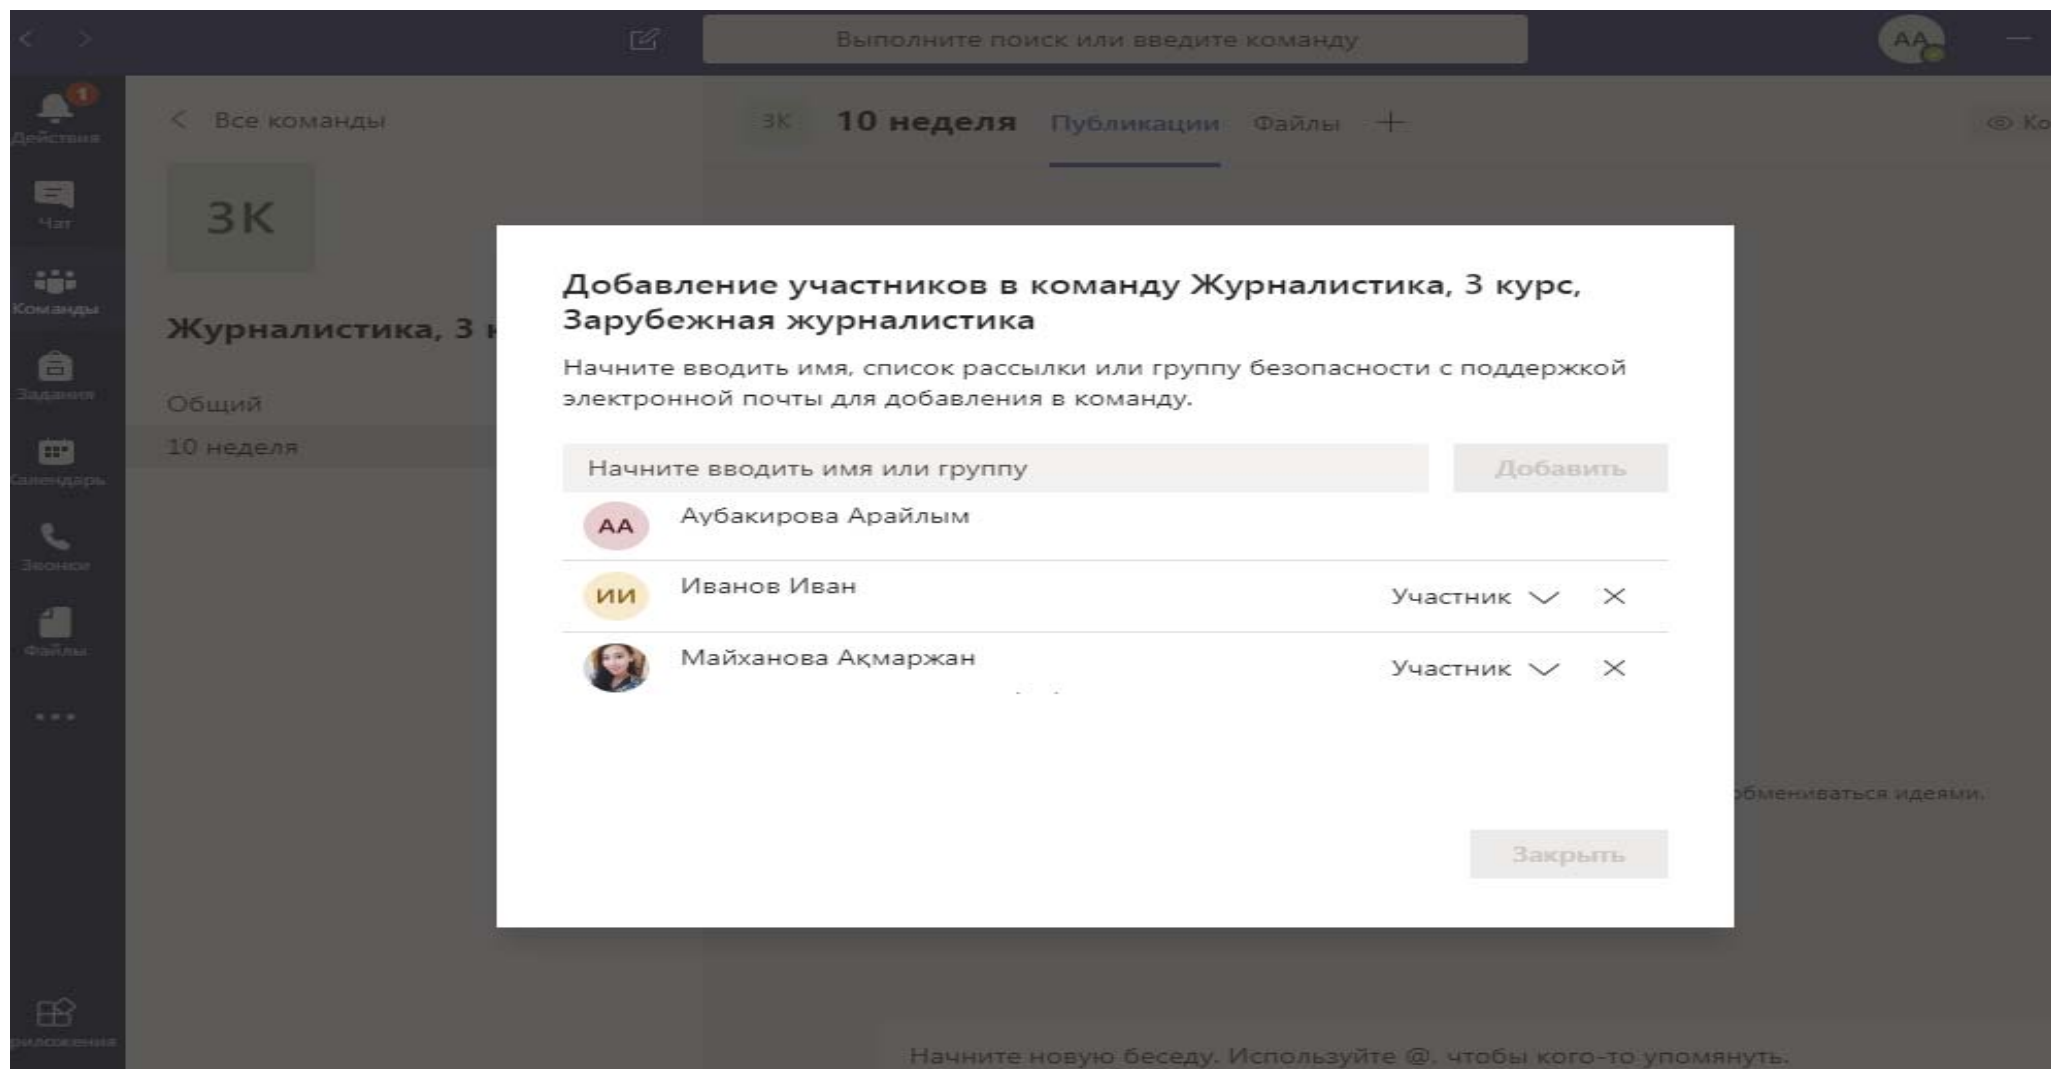 Выполните поиск или введите команду
АА
1
Действия
Чат
Команды
Задания
Календарь
Звонки
Файлы
Все команды
ЗК
Журналистика, 3
Общий
10 неделя
ЗК 10 неделя Публикации Файлы
Ко
Добавление участников в команду Журналистика, 3 курс,
Зарубежная журналистика
Начните вводить имя, список рассылки или группу безопасности с поддержкой
электронной почты для добавления в команду.
Начните вводить имя или группу Добавить
АА Аубакирова Арайлым
ИИ Иванов Иван Участник
Майханова Ақмаржан Участник
обмениваться идеями.
Закрыть
риложения
Начните новую беседу. Используйте @, чтобы кого-то упомянуть.